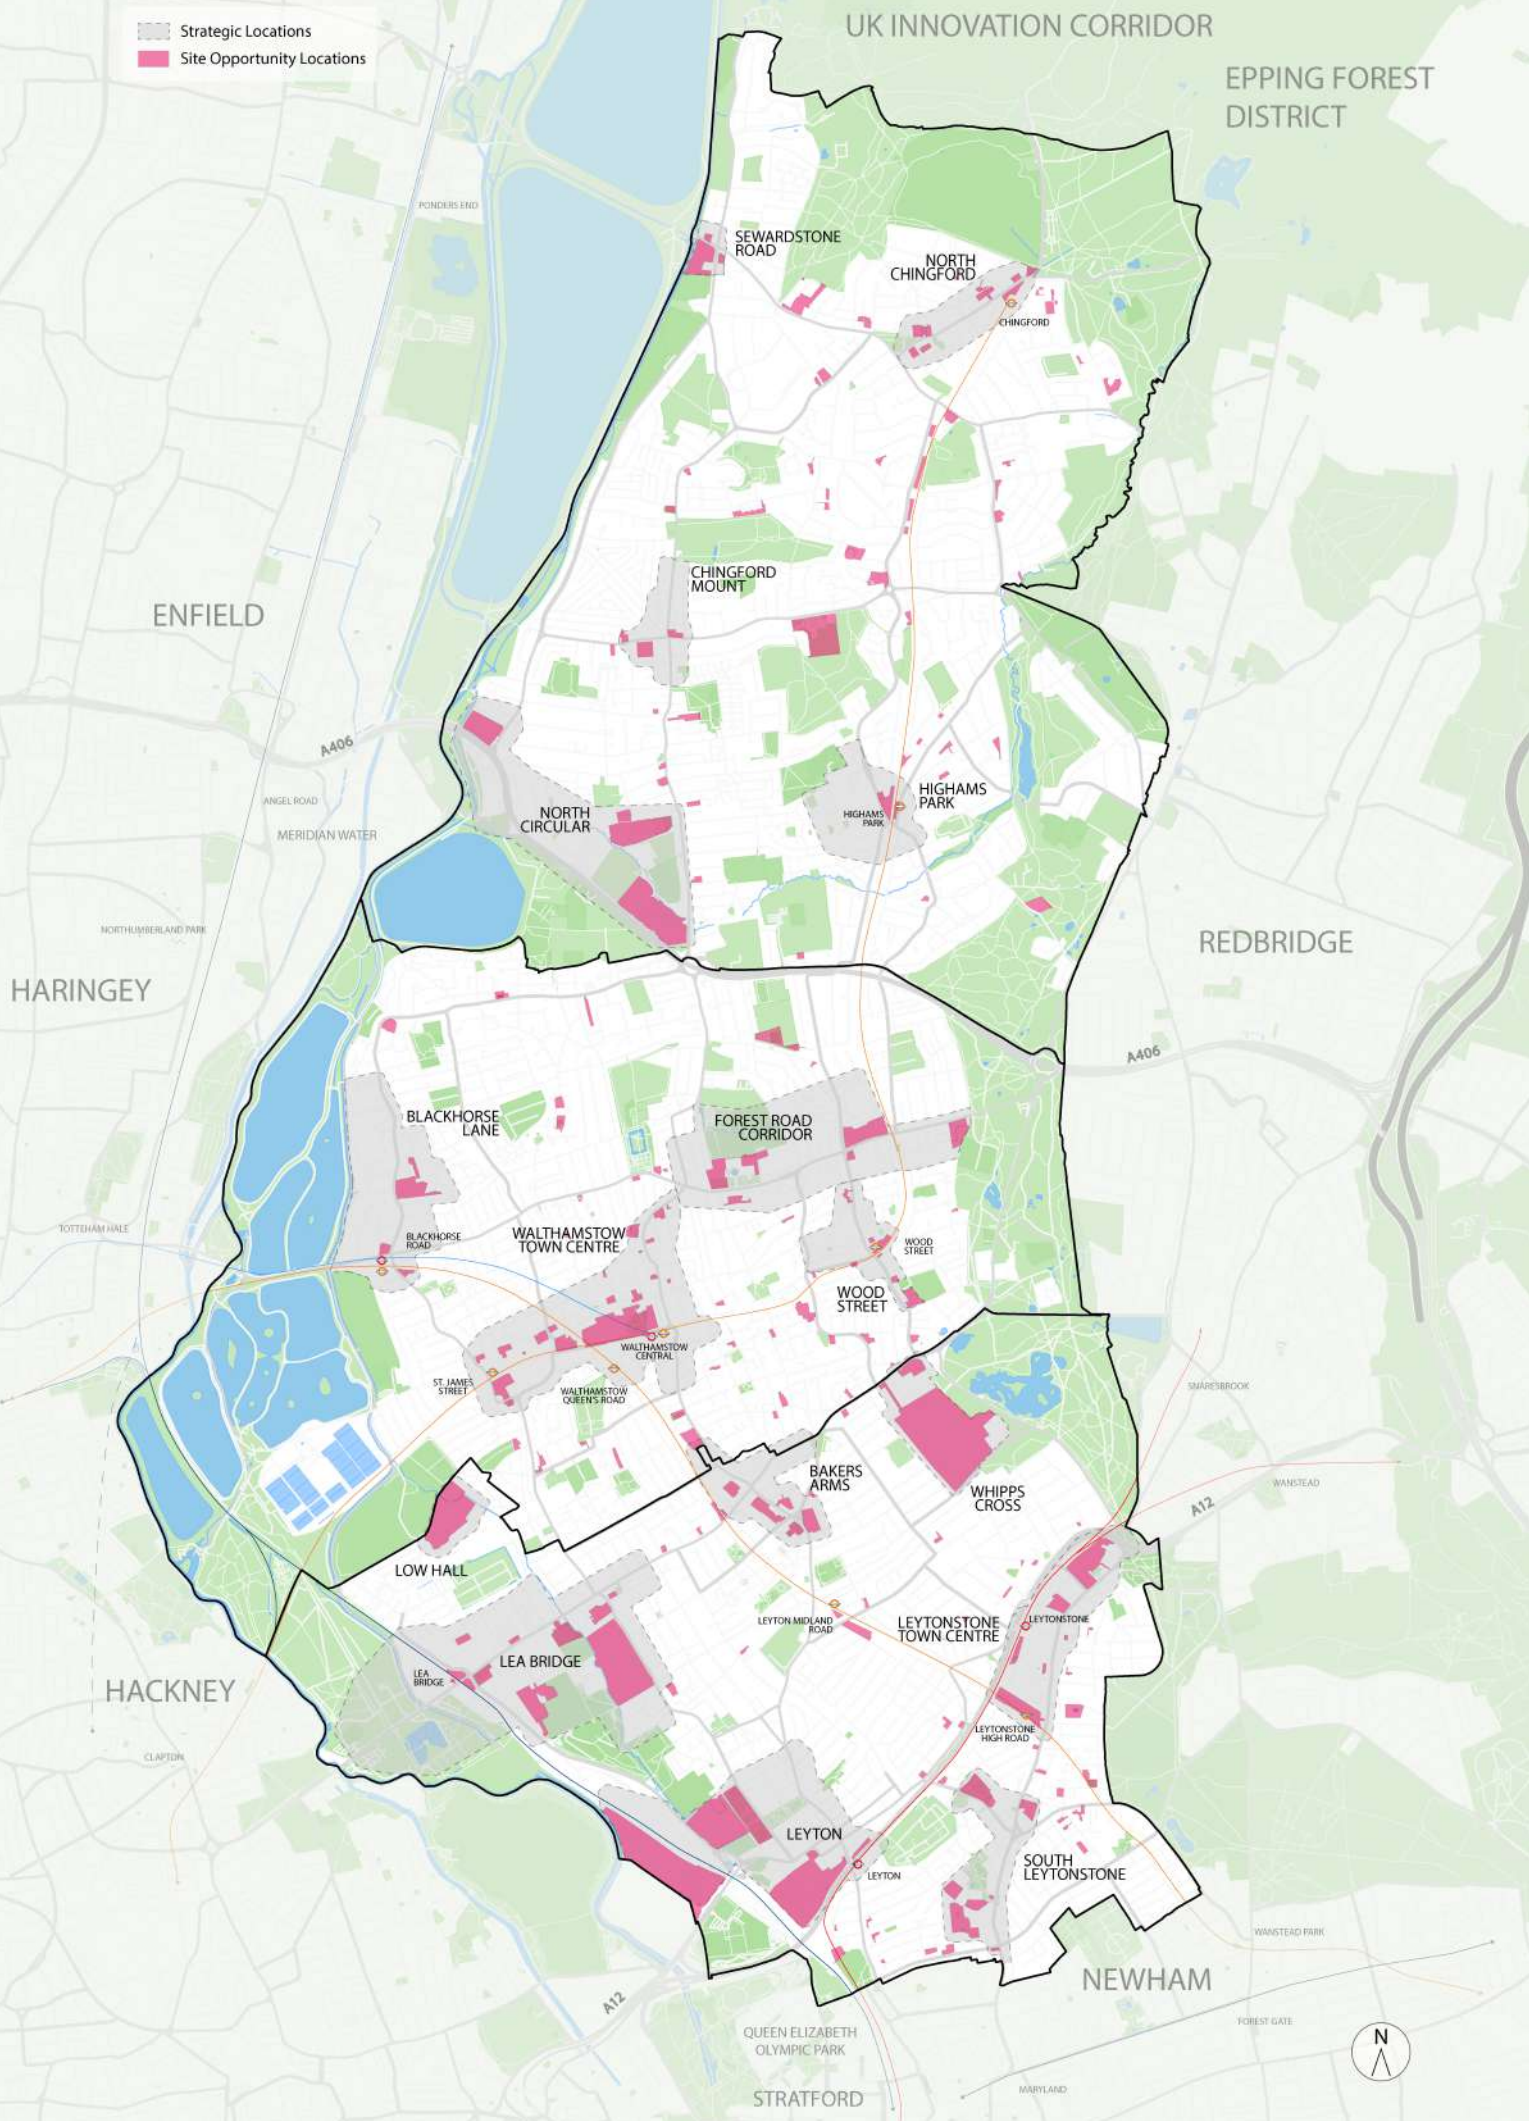 Strategic Locations
Site Opportunity Locations
UK INNOVATION CORRIDOR
EPPING FOREST
DISTRICT
PONDERS END
SEWARDSTONE
ROAD
NORTH
CHINGFORD
CHINGFORD
CHINGFORD
MOUNT
ENFIELD
A406
ANGEL ROAD
MERIDIAN WATER
NORTH
CIRCULAR
HIGHAMS
PARK
HIGHAMS
PARK
NORTHUMBERLAND PARK
REDBRIDGE
HARINGEY
A406
BLACKHORSE
LANE
FOREST ROAD
CORRIDOR
TOTTEHAM HALE
BLACKHORSE
ROAD
WALTHAMSTOW
TOWN CENTRE
WOOD
STREET
WOOD
STREET
WALTHAMSTOW
CENTRAL
ST. JAMES
STREET
WALTHAMSTOW
QUEEN'S ROAD
SNARESBROOK
BAKERS
ARMS
WHIPPS
CROSS
WANSTEAD
A12
LOW HALL
LEYTON MIDLAND
ROAD
LEYTONSTONE
TOWN CENTRE
LEYTONSTONE
LEA BRIDGE
LEA
BRIDGE
HACKNEY
CLAPTON
LEYTONSTONE
HIGH ROAD
LEYTON
LEYTON
SOUTH
LEYTONSTONE
WANSTEAD PARK
NEWHAM
A12
FOREST GATE
QUEEN ELIZABETH
OLYMPIC PARK
N
MARYLAND
STRATFORD